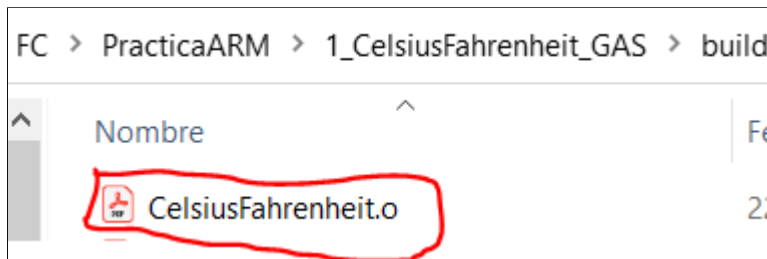 FC > PracticaARM > 1_CelsiusFahrenheit_GAS > build
Nombre
Fe
CelsiusFahrenheit.o
22